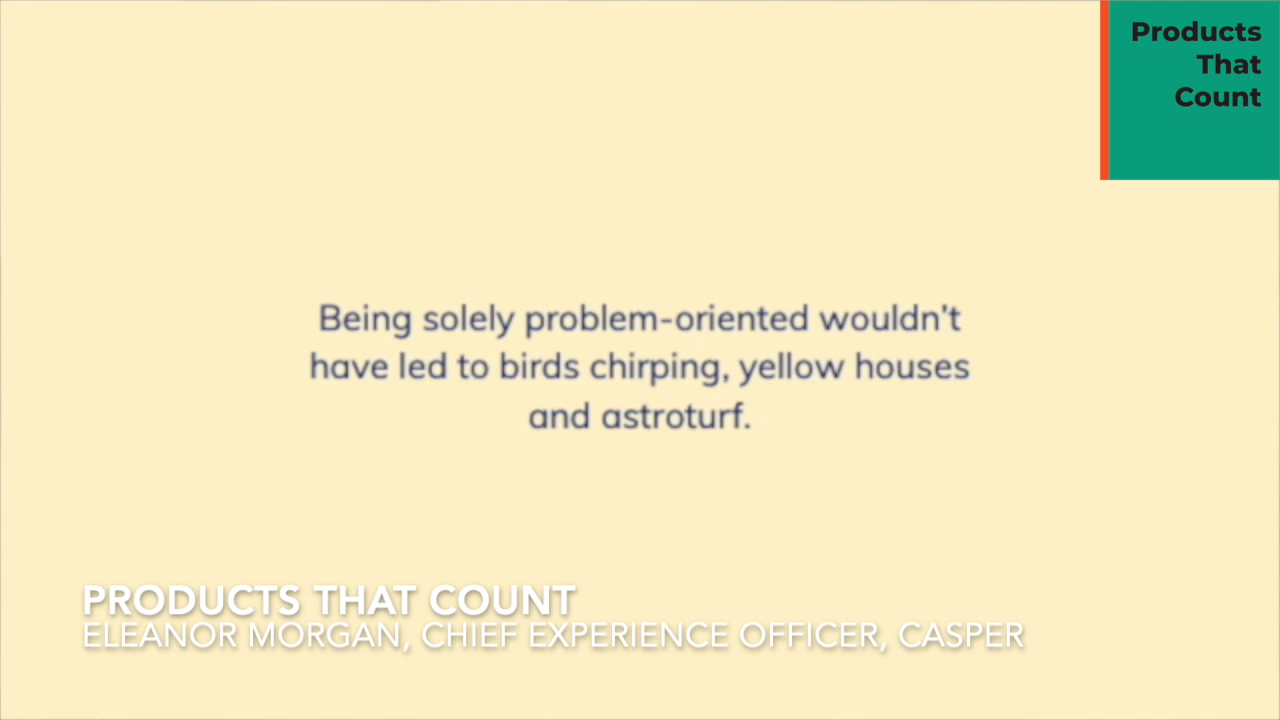 Products
That
Count
Being solely problem-oriented wouldn't
have led to birds chirping, yellow houses
and astroturf.
PRODUCTS THAT COUNT
ELEANOR MORGAN, CHIEF EXPERIENCE OFFICER, CASPER